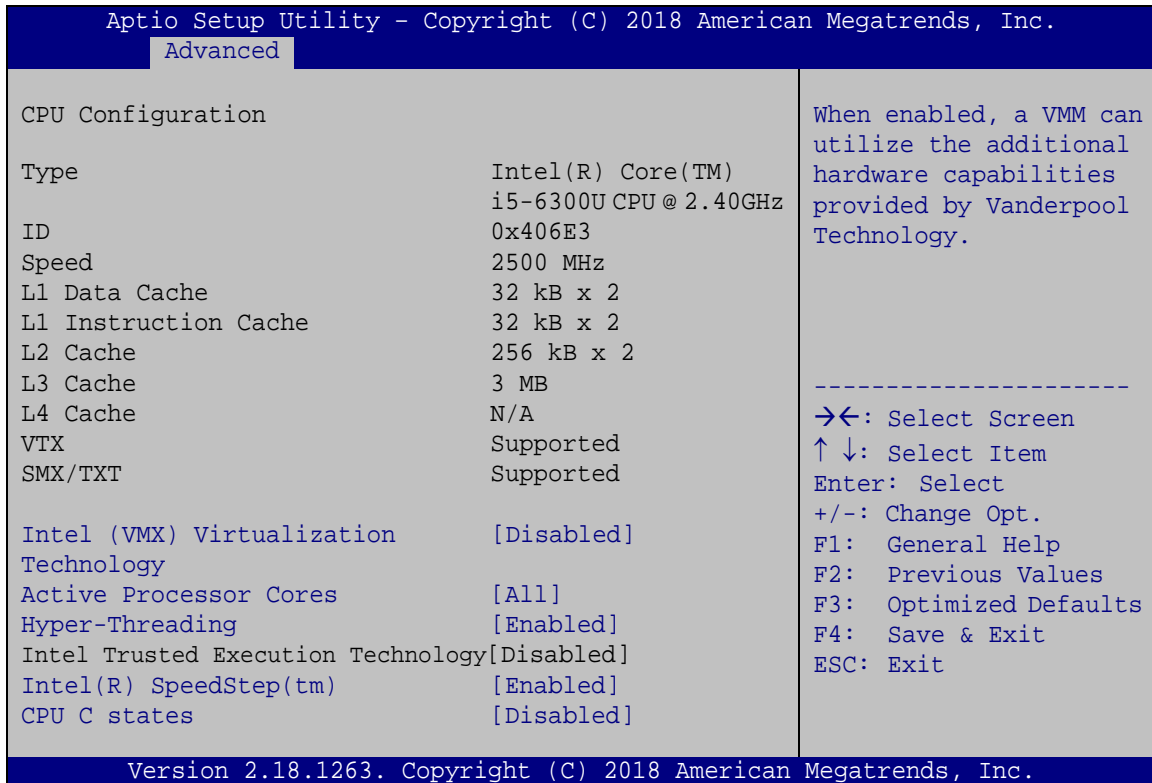 Aptio Setup Utility – Copyright (C) 2018 American Megatrends, Inc.
Advanced
CPU Configuration
Type Intel(R) Core(TM)
i5-6300U CPU @ 2.40GHz
ID 0x406E3
Speed 2500 MHz
L1 Data Cache 32 kB x 2
L1 Instruction Cache 32 kB x 2
L2 Cache 256 kB x 2
L3 Cache 3 MB
L4 Cache N/A
VTX Supported
SMX/TXT Supported
Intel (VMX) Virtualization [Disabled]
Technology
Active Processor Cores [All]
Hyper-Threading [Enabled]
Intel Trusted Execution Technology[Disabled]
Intel(R) SpeedStep(tm) [Enabled]
CPU C states [Disabled]
When enabled, a VMM can
utilize the additional
hardware capabilities
provided by Vanderpool
Technology.
----------------------
→←: Select Screen
↑ ↓: Select Item
Enter: Select
+/-: Change Opt.
F1: General Help
F2: Previous Values
F3: Optimized Defaults
F4: Save & Exit
ESC: Exit
Version 2.18.1263. Copyright (C) 2018 American Megatrends, Inc.